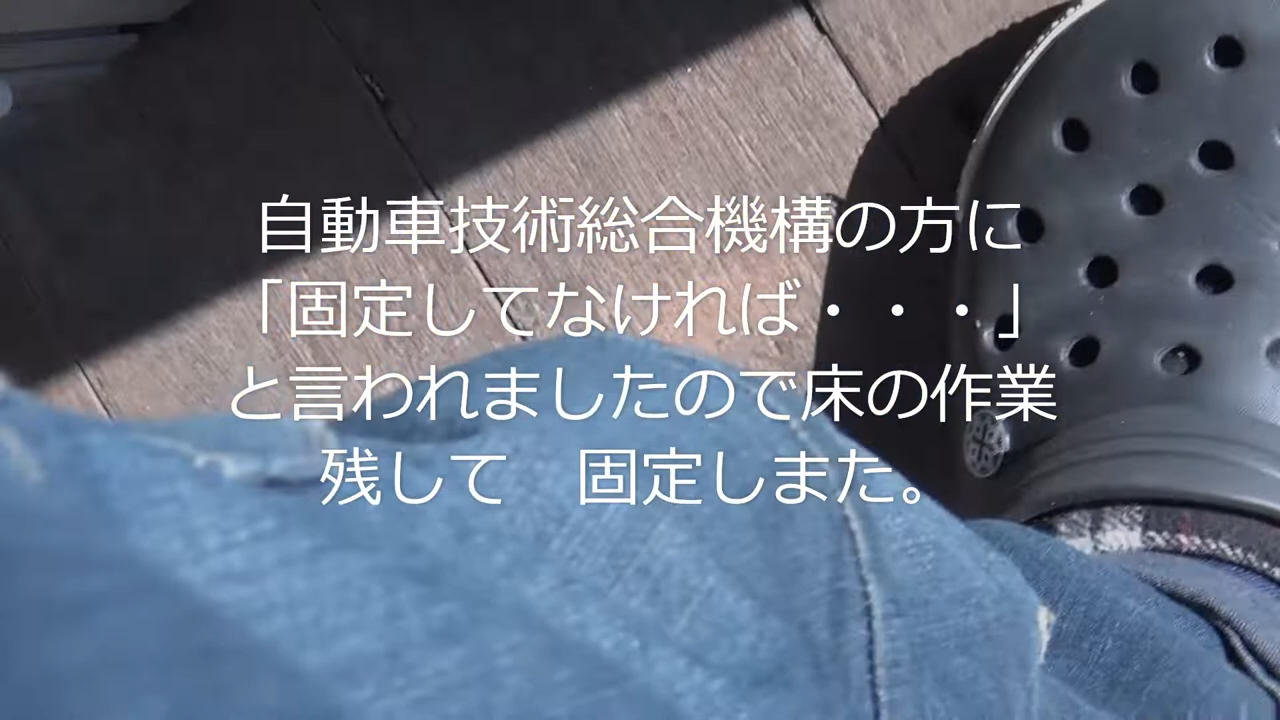 自動車技術総合機構の方に
「固定してなければ・・・」
と言われましたので床の作業
残して　固定しまた。